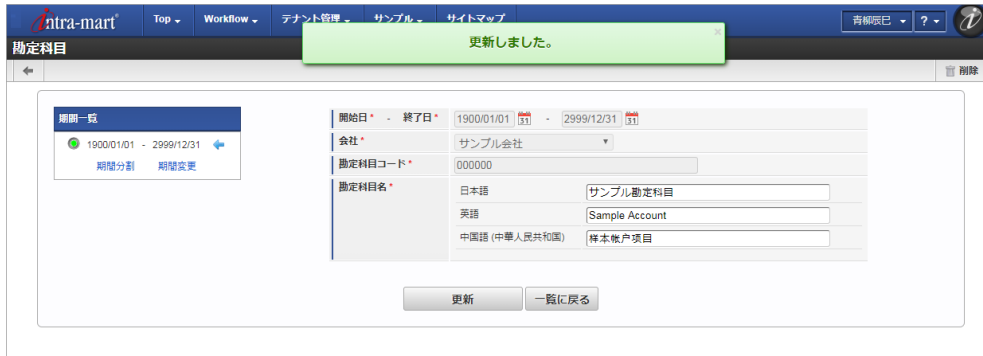 intra-mart Top Workflow テナント管理 サンプル サイトマップ 青柳辰巳 ?
更新しました。 ×
勘定科目
削除
期間一覧
1900/01/01 - 2999/12/31
期間分割 期間変更
開始日* - 終了日* 1900/01/01 31 - 2999/12/31 31
会社* サンプル会社
勘定科目コード* 000000
勘定科目名* 日本語 サンプル勘定科目
英語 Sample Account
中国語 (中華人民共和国) 样本帐户项目
更新 一覧に戻る